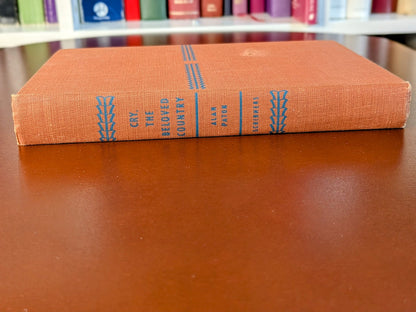 CRY,
THE
BELOVED
COUNTRY
ALAN
PATON
SCRIBNERS